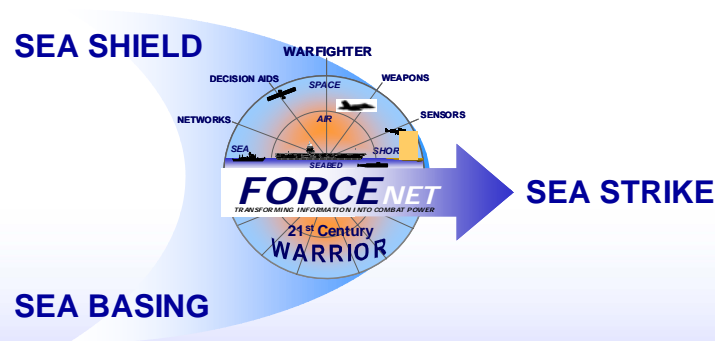 SEA SHIELD
WARFIGHTER
DECISION AIDS
WEAPONS
SPACE
NETWORKS
AIR
SENSORS
SEA
SHOR
SEABED
FORCENET
TRANSFORMING INFORMATION INTO COMBAT POWER
SEA STRIKE
21st Century
WARRIOR
SEA BASING